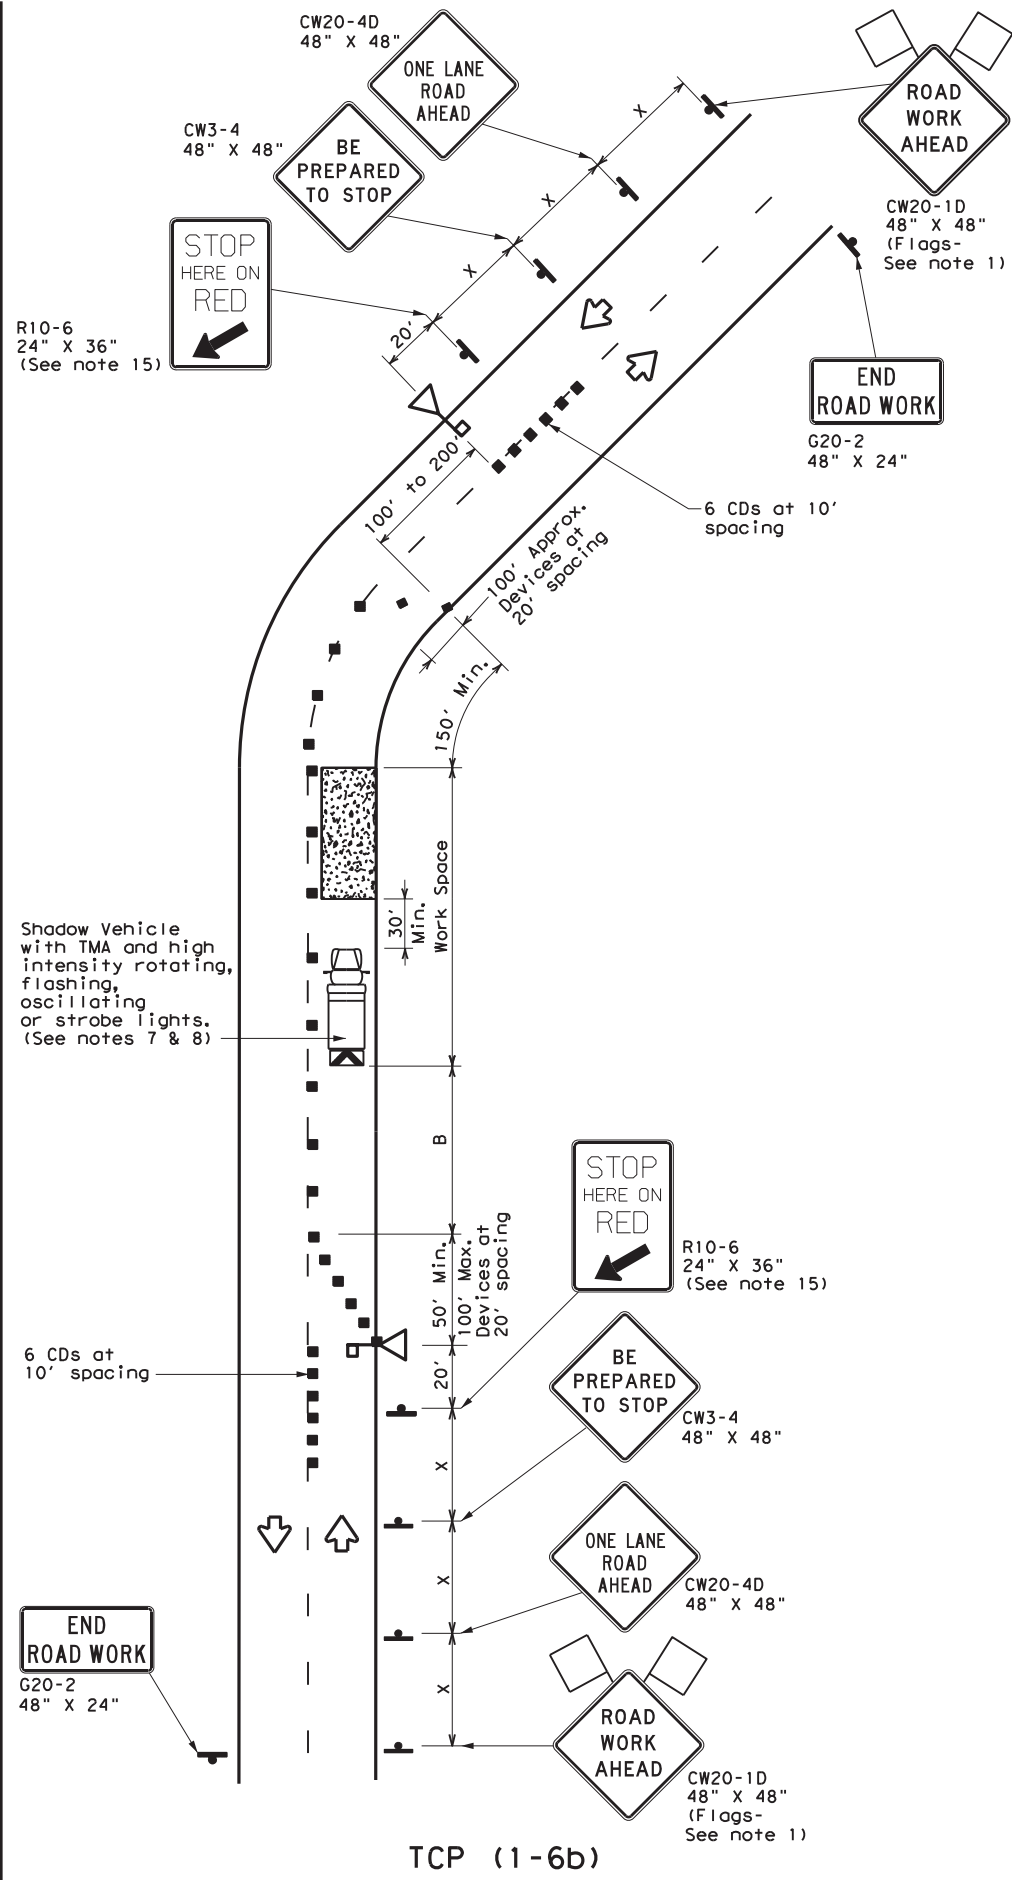 CW20-4D
48" X 48"
ONE LANE
ROAD
AHEAD
CW3-4
48" X 48"
BE
PREPARED
TO STOP
ROAD
WORK
AHEAD
CW20-1D
48" X 48"
(Flags-
See note 1)
STOP
HERE ON
RED
R10-6
24" X 36"
(See note 15)
X
X
X
20'
END
ROAD WORK
G20-2
48" X 24"
100' to 200'
6 CDs at 10'
spacing
100' Approx.
Devices at
20' spacing
150' Min.
Work Space
30'
Min.
Shadow Vehicle
with TMA and high
intensity rotating,
flashing,
oscillating
or strobe lights.
(See notes 7 & 8)
B
STOP
HERE ON
RED
R10-6
24" X 36"
(See note 15)
50' Min.
100' Max.
Devices at
20' spacing
6 CDs at
10' spacing
20'
BE
PREPARED
TO STOP
CW3-4
48" X 48"
X
ONE LANE
ROAD
AHEAD
CW20-4D
48" X 48"
X
END
ROAD WORK
G20-2
48" X 24"
X
ROAD
WORK
AHEAD
CW20-1D
48" X 48"
(Flags-
See note 1)
TCP (1-6b)